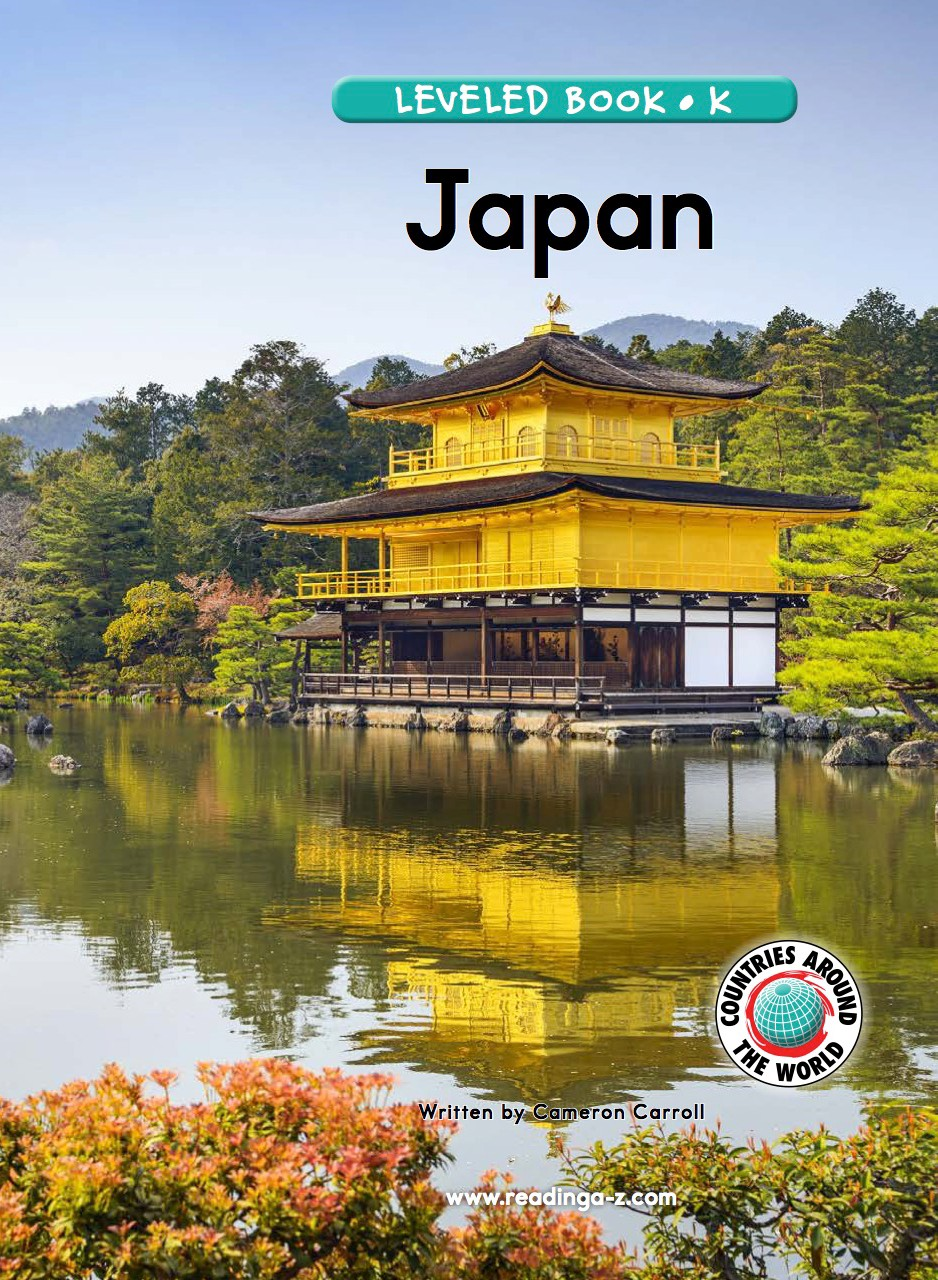 LEVELED BOOK • K
Japan
COUNTRIES AROUND
THE WORLD
Written by Cameron Carroll
www.readinga-z.com